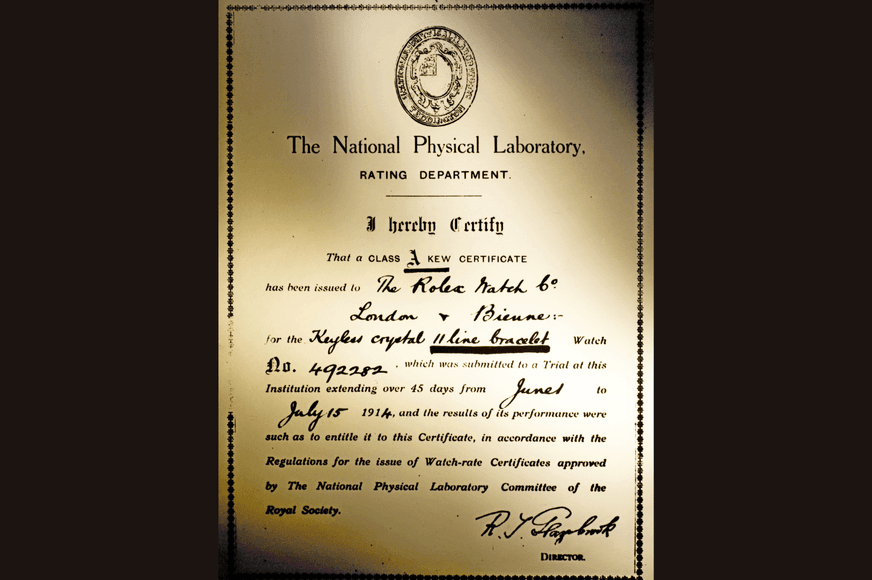 The National Physical Laboratory,
RATING DEPARTMENT.
I hereby Certify
That a CLASS A KEW CERTIFICATE
has been issued to The Rolex Watch Co
London & Bienne:-
for the Keyless crystal 11 line bracelet Watch
No. 492282, which was submitted to a Trial at this
Institution extending over 45 days from June 1 to
July 15 1914, and the results of its performance were
such as to entitle it to this Certificate, in accordance with the
Regulations for the issue of Watch-rate Certificates approved
by The National Physical Laboratory Committee of the
Royal Society.
R. T. Glazebrook
DIRECTOR.